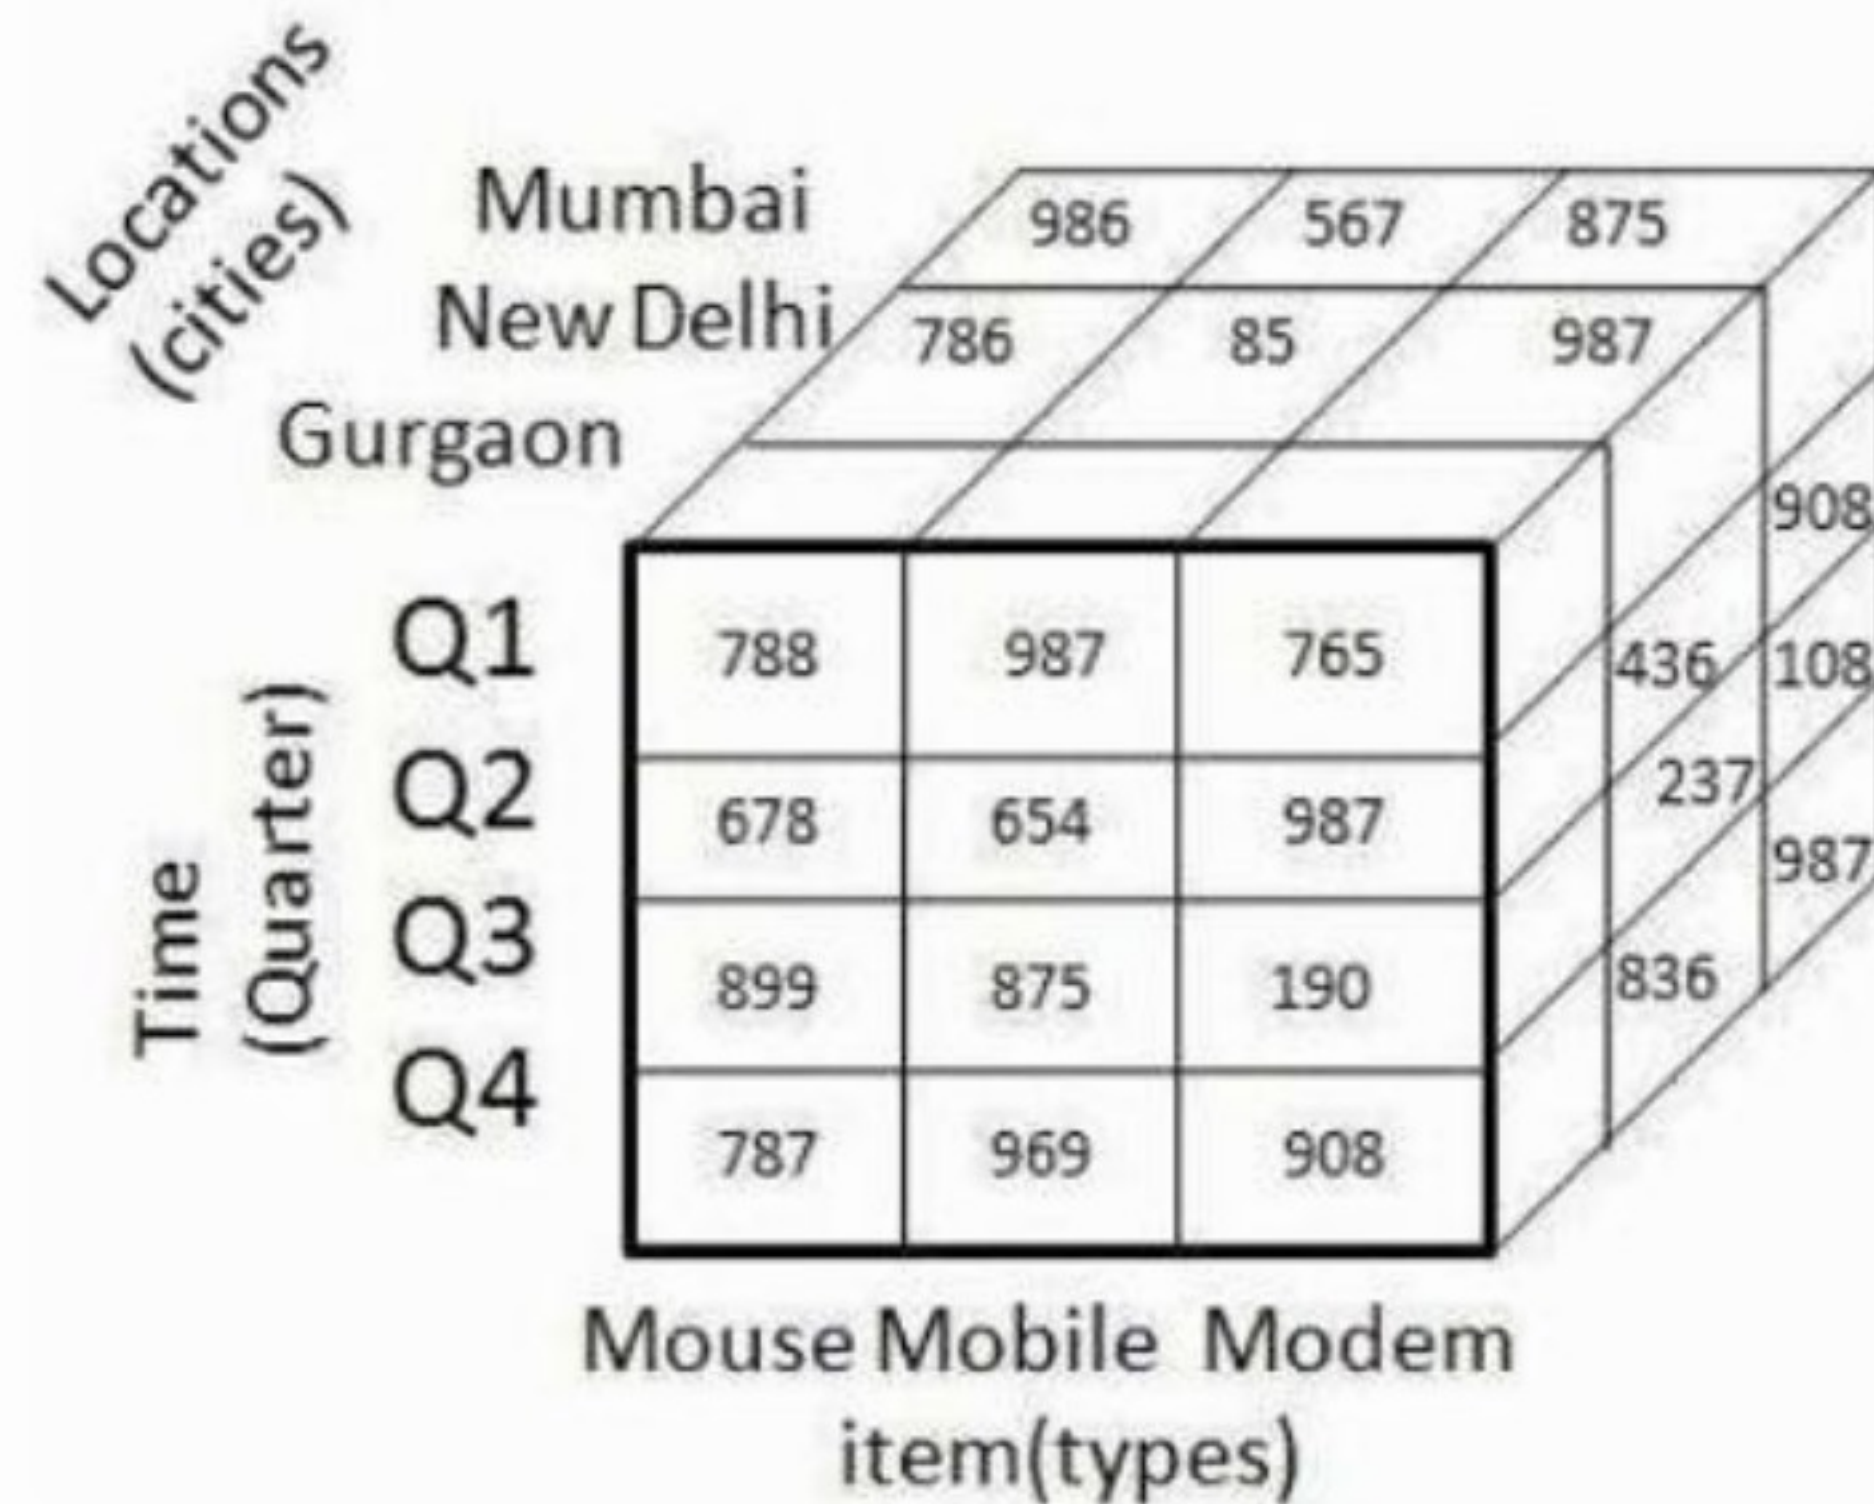 Locations
(cities)
Mumbai 986 567 875
New Delhi 786 85 987
Gurgaon
908
Q1 788 987 765 436 108
Q2 678 654 987 237
987
Q3 899 875 190 836
Q4 787 969 908
Time
(Quarter)
Mouse Mobile Modem
item(types)